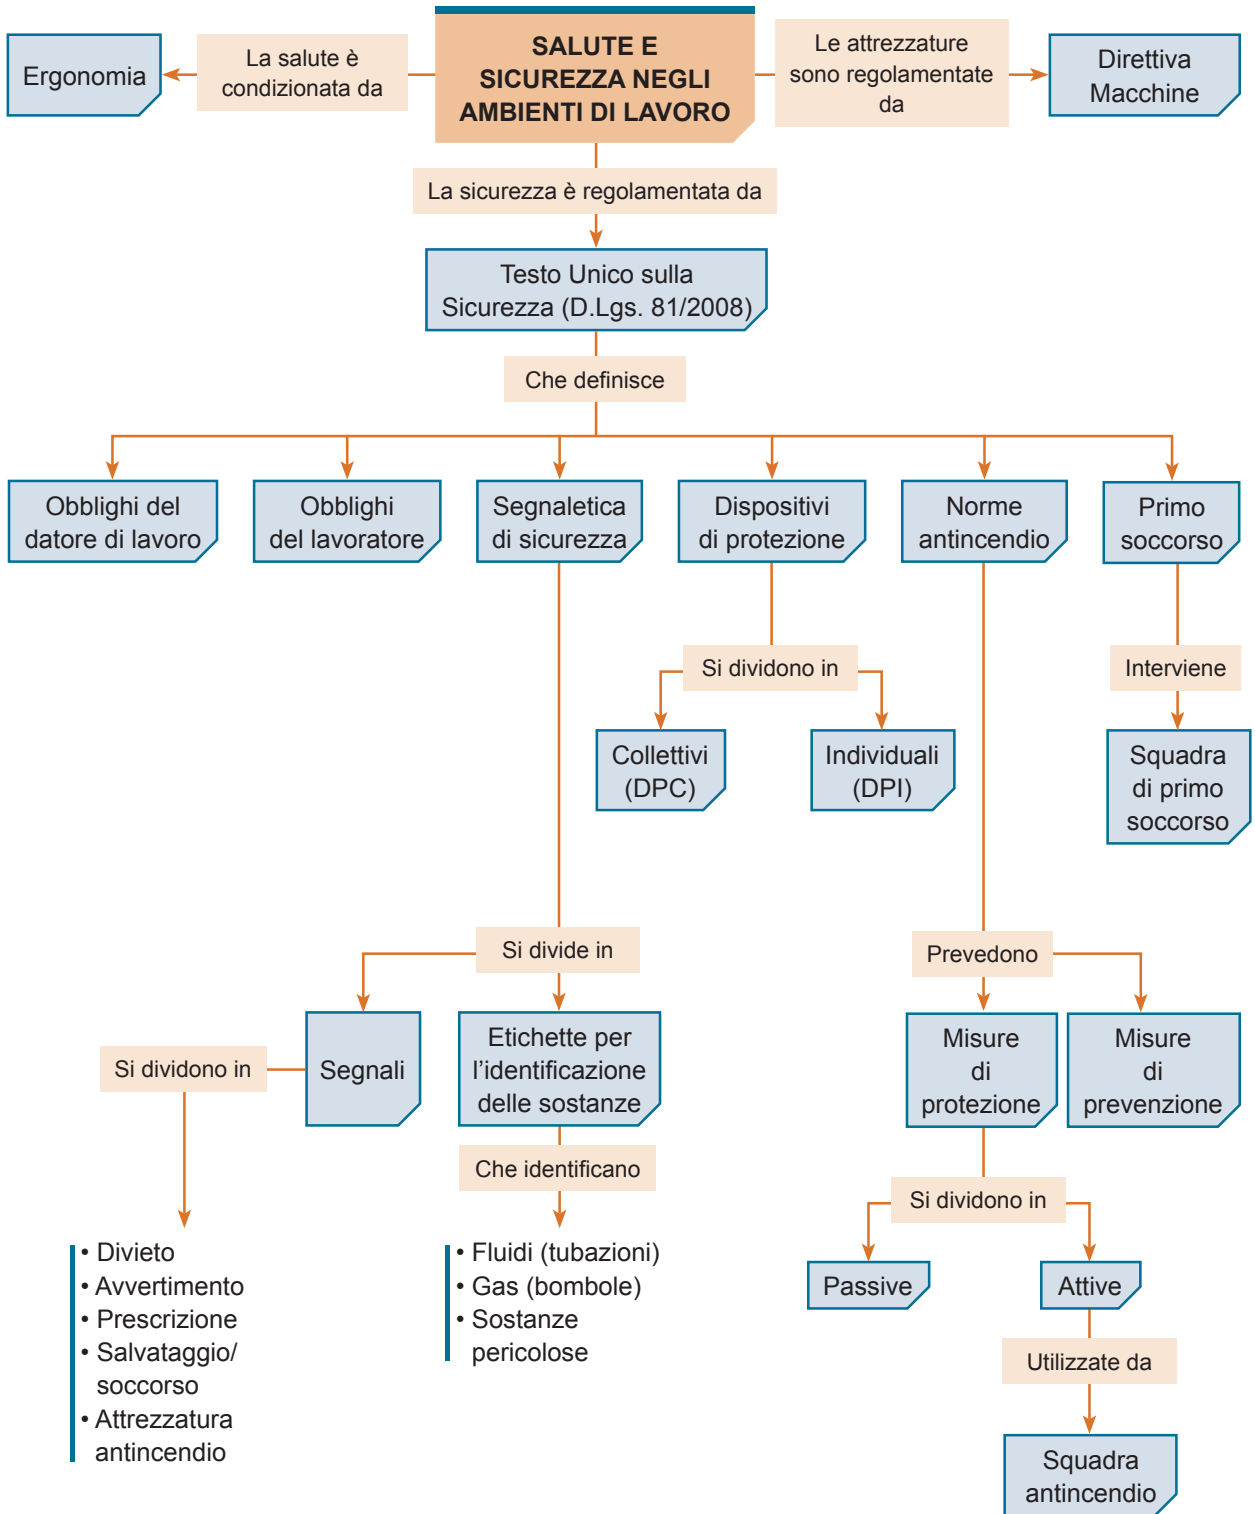 SALUTE E
SICUREZZA NEGLI
AMBIENTI DI LAVORO
La salute è
condizionata da
Ergonomia
Le attrezzature
sono regolamentate
da
Direttiva
Macchine
La sicurezza è regolamentata da
Testo Unico sulla
Sicurezza (D.Lgs. 81/2008)
Che definisce
Obblighi del
datore di lavoro
Obblighi
del lavoratore
Segnaletica
di sicurezza
Dispositivi
di protezione
Norme
antincendio
Primo
soccorso
Si dividono in
Collettivi
(DPC)
Individuali
(DPI)
Interviene
Squadra
di primo
soccorso
Si divide in
Segnali
Etichette per
l’identificazione
delle sostanze
Si dividono in
• Divieto
• Avvertimento
• Prescrizione
• Salvataggio/
soccorso
• Attrezzatura
antincendio
Che identificano
• Fluidi (tubazioni)
• Gas (bombole)
• Sostanze
pericolose
Prevedono
Misure
di
protezione
Misure
di
prevenzione
Si dividono in
Passive
Attive
Utilizzate da
Squadra
antincendio